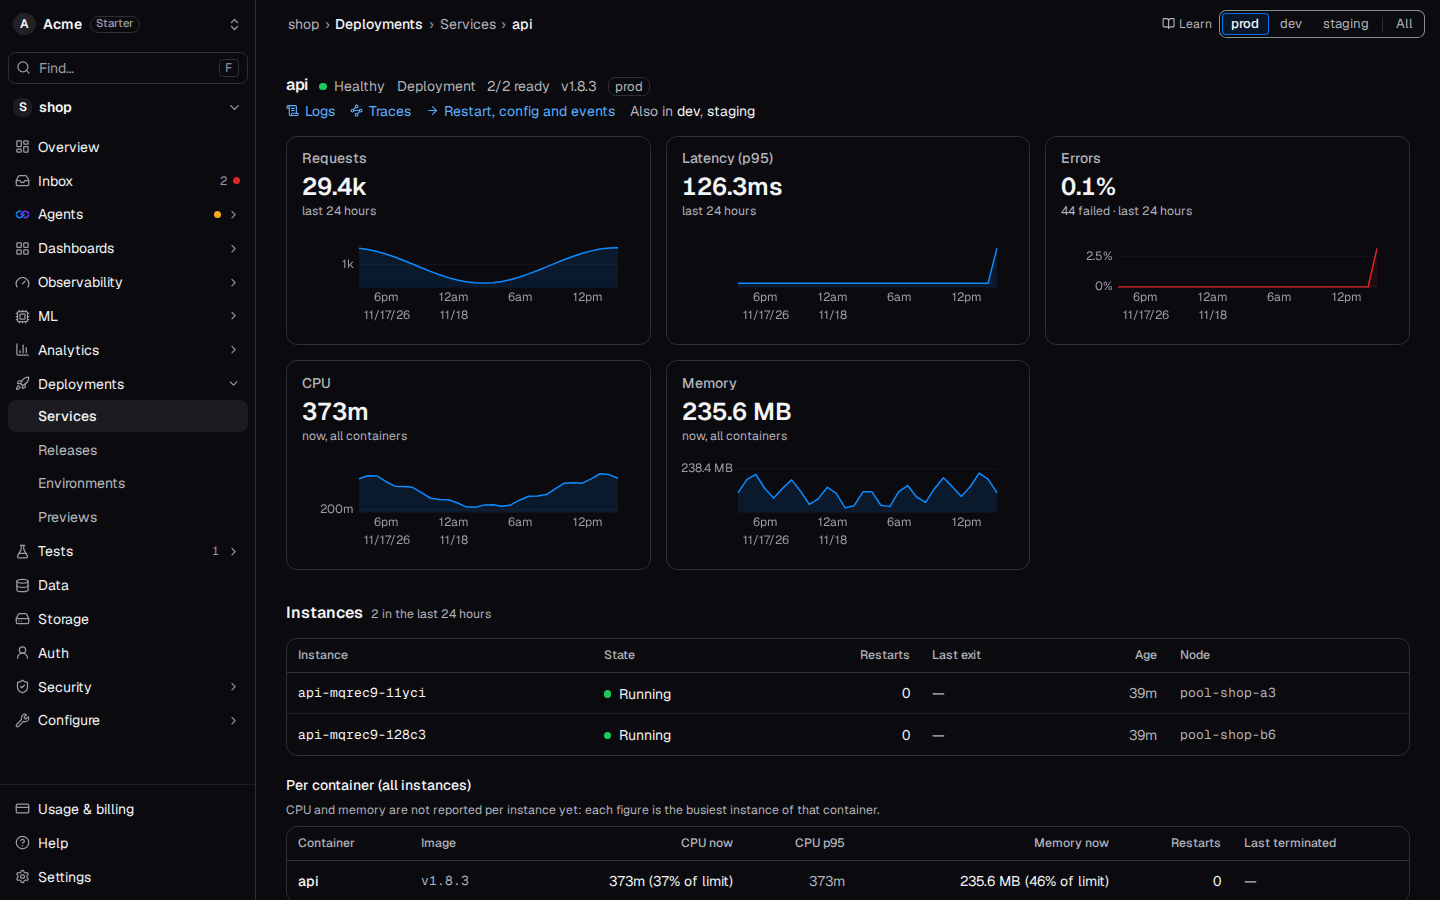 A Acme Starter
Find... F
S shop
Overview
Inbox 2
Agents
Dashboards
Observability
ML
Analytics
Deployments
Services
Releases
Environments
Previews
Tests 1
Data
Storage
Auth
Security
Configure
Usage & billing
Help
Settings
shop › Deployments › Services › api
Learn prod dev staging All
api Healthy Deployment 2/2 ready v1.8.3 prod
Logs Traces Restart, config and events Also in dev, staging
Requests
29.4k
last 24 hours
1k
6pm 12am 6am 12pm
11/17/26 11/18
Latency (p95)
126.3ms
last 24 hours
6pm 12am 6am 12pm
11/17/26 11/18
Errors
0.1%
44 failed · last 24 hours
2.5%
0%
6pm 12am 6am 12pm
11/17/26 11/18
CPU
373m
now, all containers
200m
6pm 12am 6am 12pm
11/17/26 11/18
Memory
235.6 MB
now, all containers
238.4 MB
6pm 12am 6am 12pm
11/17/26 11/18
Instances 2 in the last 24 hours
Instance State Restarts Last exit Age Node
api-mqrec9-11yci Running 0 — 39m pool-shop-a3
api-mqrec9-128c3 Running 0 — 39m pool-shop-b6
Per container (all instances)
CPU and memory are not reported per instance yet: each figure is the busiest instance of that container.
Container Image CPU now CPU p95 Memory now Restarts Last terminated
api v1.8.3 373m (37% of limit) 373m 235.6 MB (46% of limit) 0 —